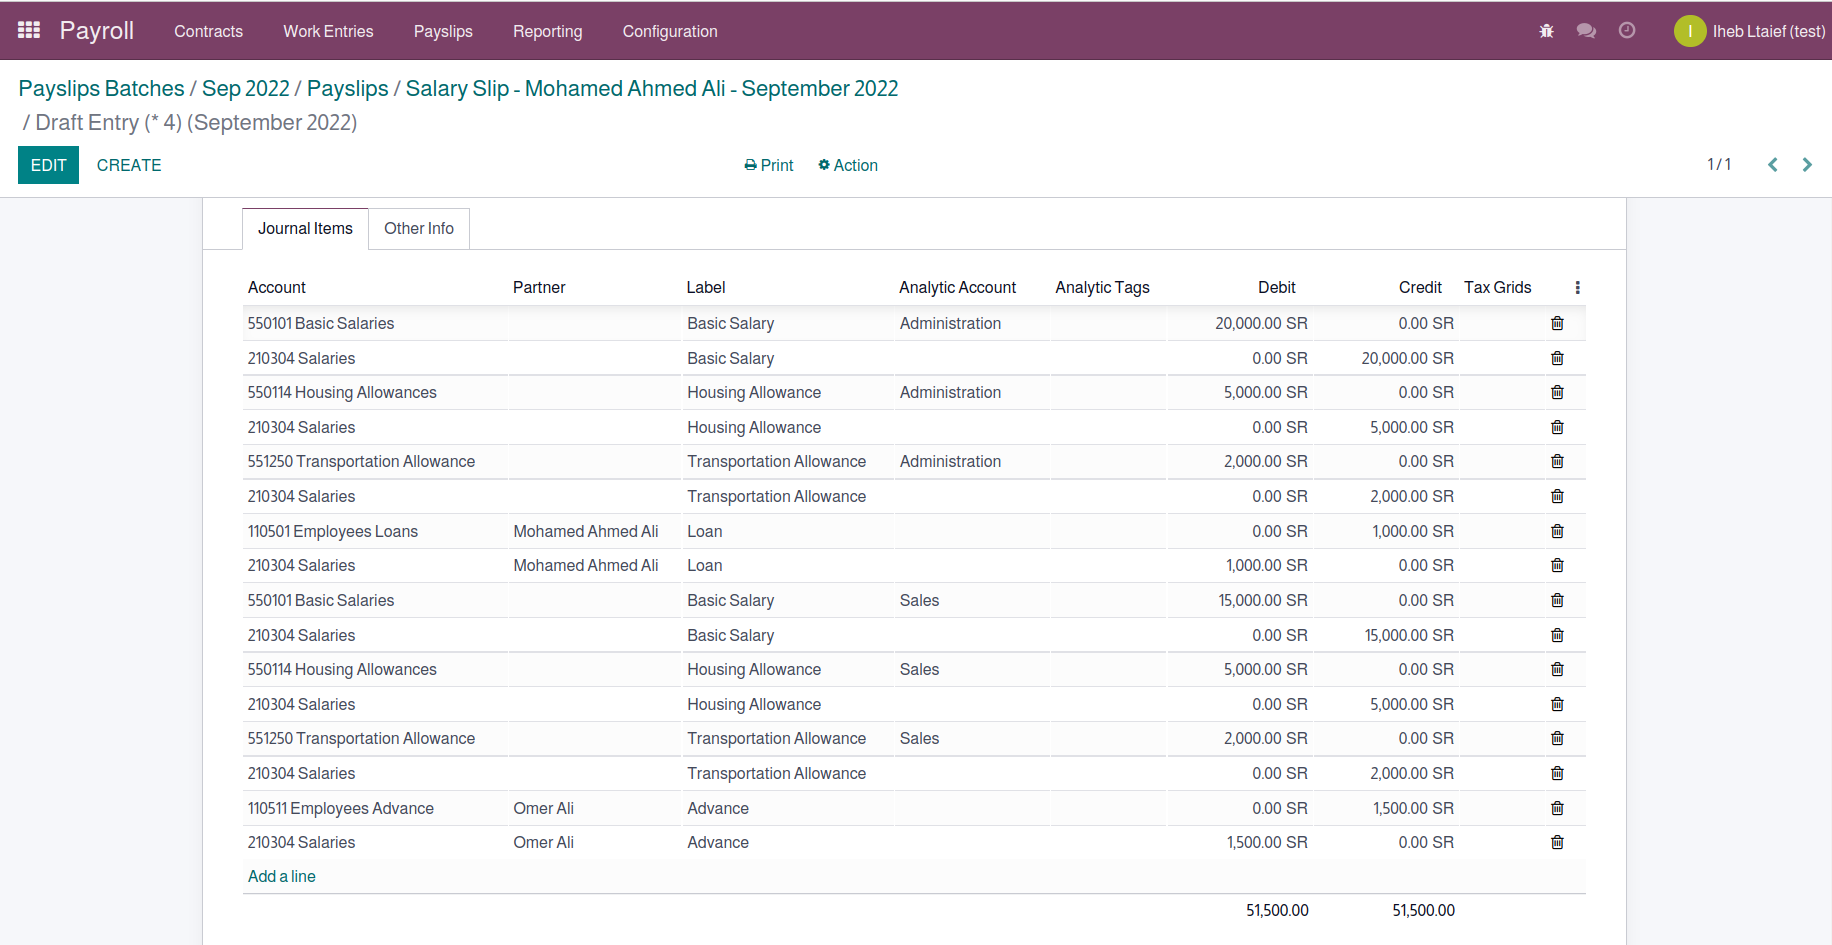 Payroll Contracts Work Entries Payslips Reporting Configuration I Iheb Ltaief (test)
Payslips Batches / Sep 2022 / Payslips / Salary Slip - Mohamed Ahmed Ali - September 2022
/ Draft Entry (* 4) (September 2022)
EDIT CREATE Print Action 1 / 1
Journal Items Other Info
Account Partner Label Analytic Account Analytic Tags Debit Credit Tax Grids
550101 Basic Salaries Basic Salary Administration 20,000.00 SR 0.00 SR
210304 Salaries Basic Salary 0.00 SR 20,000.00 SR
550114 Housing Allowances Housing Allowance Administration 5,000.00 SR 0.00 SR
210304 Salaries Housing Allowance 0.00 SR 5,000.00 SR
551250 Transportation Allowance Transportation Allowance Administration 2,000.00 SR 0.00 SR
210304 Salaries Transportation Allowance 0.00 SR 2,000.00 SR
110501 Employees Loans Mohamed Ahmed Ali Loan 0.00 SR 1,000.00 SR
210304 Salaries Mohamed Ahmed Ali Loan 1,000.00 SR 0.00 SR
550101 Basic Salaries Basic Salary Sales 15,000.00 SR 0.00 SR
210304 Salaries Basic Salary 0.00 SR 15,000.00 SR
550114 Housing Allowances Housing Allowance Sales 5,000.00 SR 0.00 SR
210304 Salaries Housing Allowance 0.00 SR 5,000.00 SR
551250 Transportation Allowance Transportation Allowance Sales 2,000.00 SR 0.00 SR
210304 Salaries Transportation Allowance 0.00 SR 2,000.00 SR
110511 Employees Advance Omer Ali Advance 0.00 SR 1,500.00 SR
210304 Salaries Omer Ali Advance 1,500.00 SR 0.00 SR
Add a line
51,500.00 51,500.00